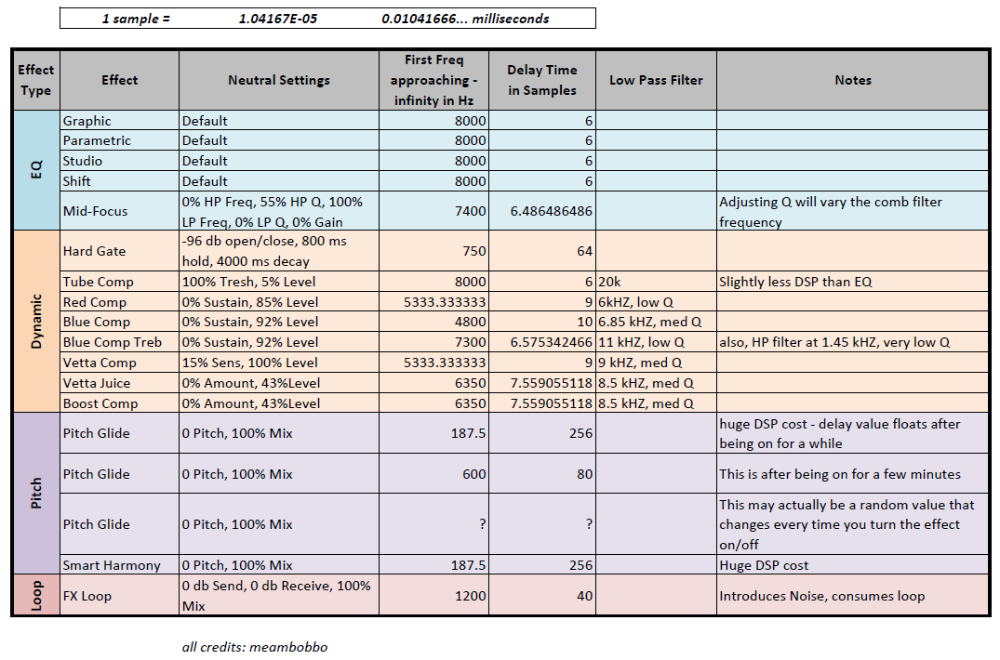 1 sample = 1.04167E-05 0.01041666... milliseconds
Effect Type Effect Neutral Settings First Freq approaching - infinity in Hz Delay Time in Samples Low Pass Filter Notes
EQ
Graphic Default 8000 6
Parametric Default 8000 6
Studio Default 8000 6
Shift Default 8000 6
Mid-Focus 0% HP Freq, 55% HP Q, 100% LP Freq, 0% LP Q, 0% Gain 7400 6.486486486 Adjusting Q will vary the comb filter frequency
Dynamic
Hard Gate -96 db open/close, 800 ms hold, 4000 ms decay 750 64
Tube Comp 100% Tresh, 5% Level 8000 6 20k Slightly less DSP than EQ
Red Comp 0% Sustain, 85% Level 5333.333333 9 6kHZ, low Q
Blue Comp 0% Sustain, 92% Level 4800 10 6.85 kHZ, med Q
Blue Comp Treb 0% Sustain, 92% Level 7300 6.575342466 11 kHZ, low Q also, HP filter at 1.45 kHZ, very low Q
Vetta Comp 15% Sens, 100% Level 5333.333333 9 9 kHZ, med Q
Vetta Juice 0% Amount, 43%Level 6350 7.559055118 8.5 kHZ, med Q
Boost Comp 0% Amount, 43%Level 6350 7.559055118 8.5 kHZ, med Q
Pitch
Pitch Glide 0 Pitch, 100% Mix 187.5 256 huge DSP cost - delay value floats after being on for a while
Pitch Glide 0 Pitch, 100% Mix 600 80 This is after being on for a few minutes
Pitch Glide 0 Pitch, 100% Mix ? ? This may actually be a random value that changes every time you turn the effect on/off
Smart Harmony 0 Pitch, 100% Mix 187.5 256 Huge DSP cost
Loop
FX Loop 0 db Send, 0 db Receive, 100% Mix 1200 40 Introduces Noise, consumes loop
all credits: meambobbo